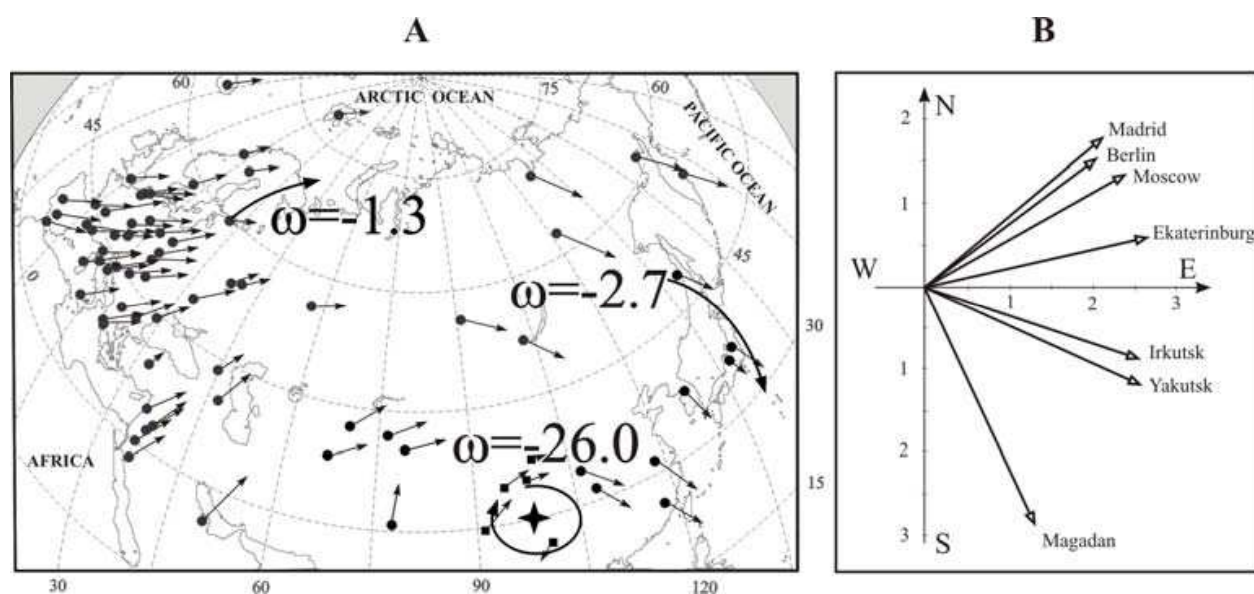 A
B
60
ARCTIC OCEAN
75
60
PACIFIC OCEAN
45
ω=-1.3
45
ω=-2.7
30
ω=-26.0
AFRICA
15
30
60
90
120
N
2
Madrid
Berlin
Moscow
1
Ekaterinburg
W
E
1
2
3
Irkutsk
1
Yakutsk
2
3
S
Magadan